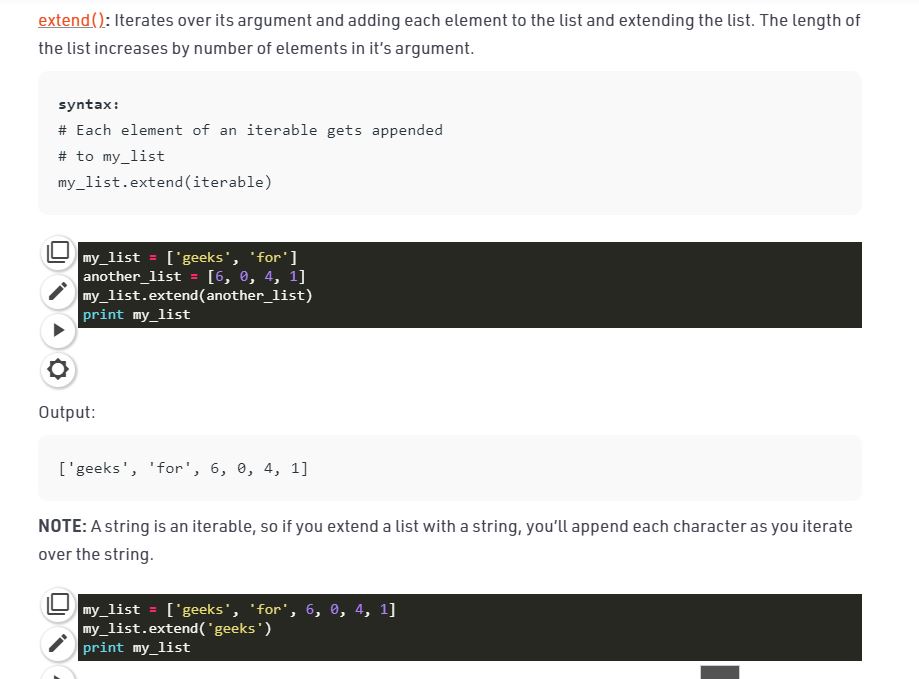 extend(): Iterates over its argument and adding each element to the list and extending the list. The length of
the list increases by number of elements in it's argument.
syntax:
# Each element of an iterable gets appended
# to my_list
my_list.extend(iterable)
my_list = ['geeks', 'for']
another_list = [6, 0, 4, 1]
my_list.extend(another_list)
print my_list
Output:
['geeks', 'for', 6, 0, 4, 1]
NOTE: A string is an iterable, so if you extend a list with a string, you'll append each character as you iterate
over the string.
my_list = ['geeks', 'for', 6, 0, 4, 1]
my_list.extend('geeks')
print my_list